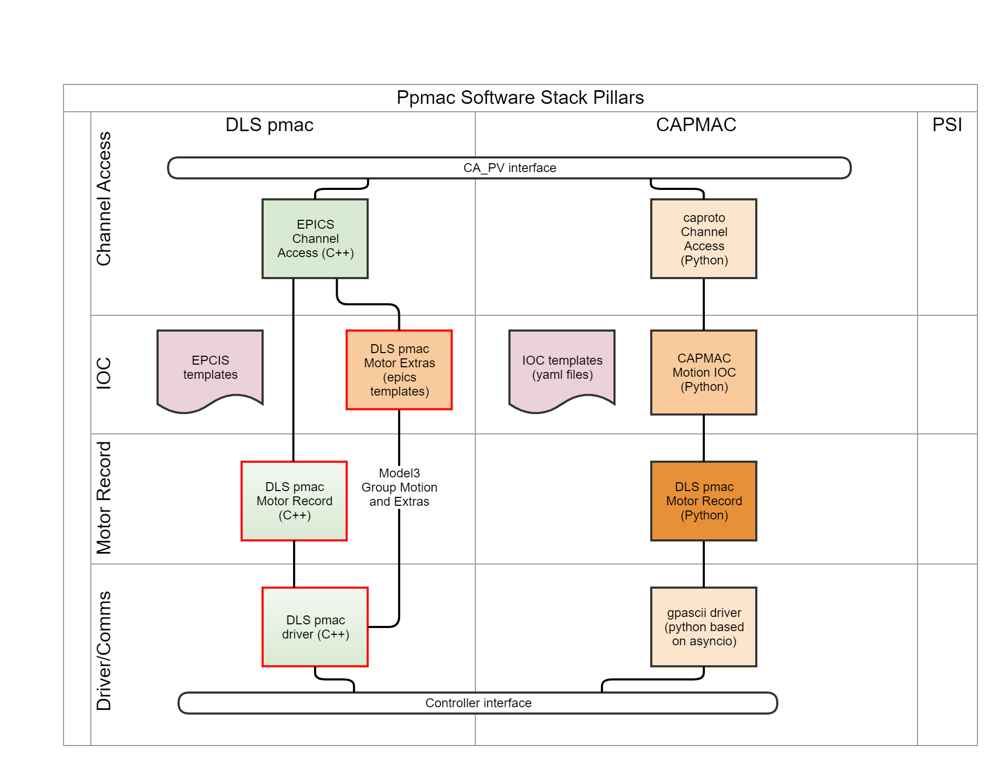 Ppmac Software Stack Pillars
DLS pmac
CAPMAC
PSI
Channel Access
CA_PV interface
EPICS
Channel
Access (C++)
caproto
Channel
Access
(Python)
IOC
EPCIS
templates
DLS pmac
Motor Extras
(epics
templates)
IOC templates
(yaml files)
CAPMAC
Motion IOC
(Python)
Motor Record
DLS pmac
Motor Record
(C++)
Model3
Group Motion
and Extras
DLS pmac
Motor Record
(Python)
Driver/Comms
DLS pmac
driver (C++)
gpascii driver
(python based
on asyncio)
Controller interface